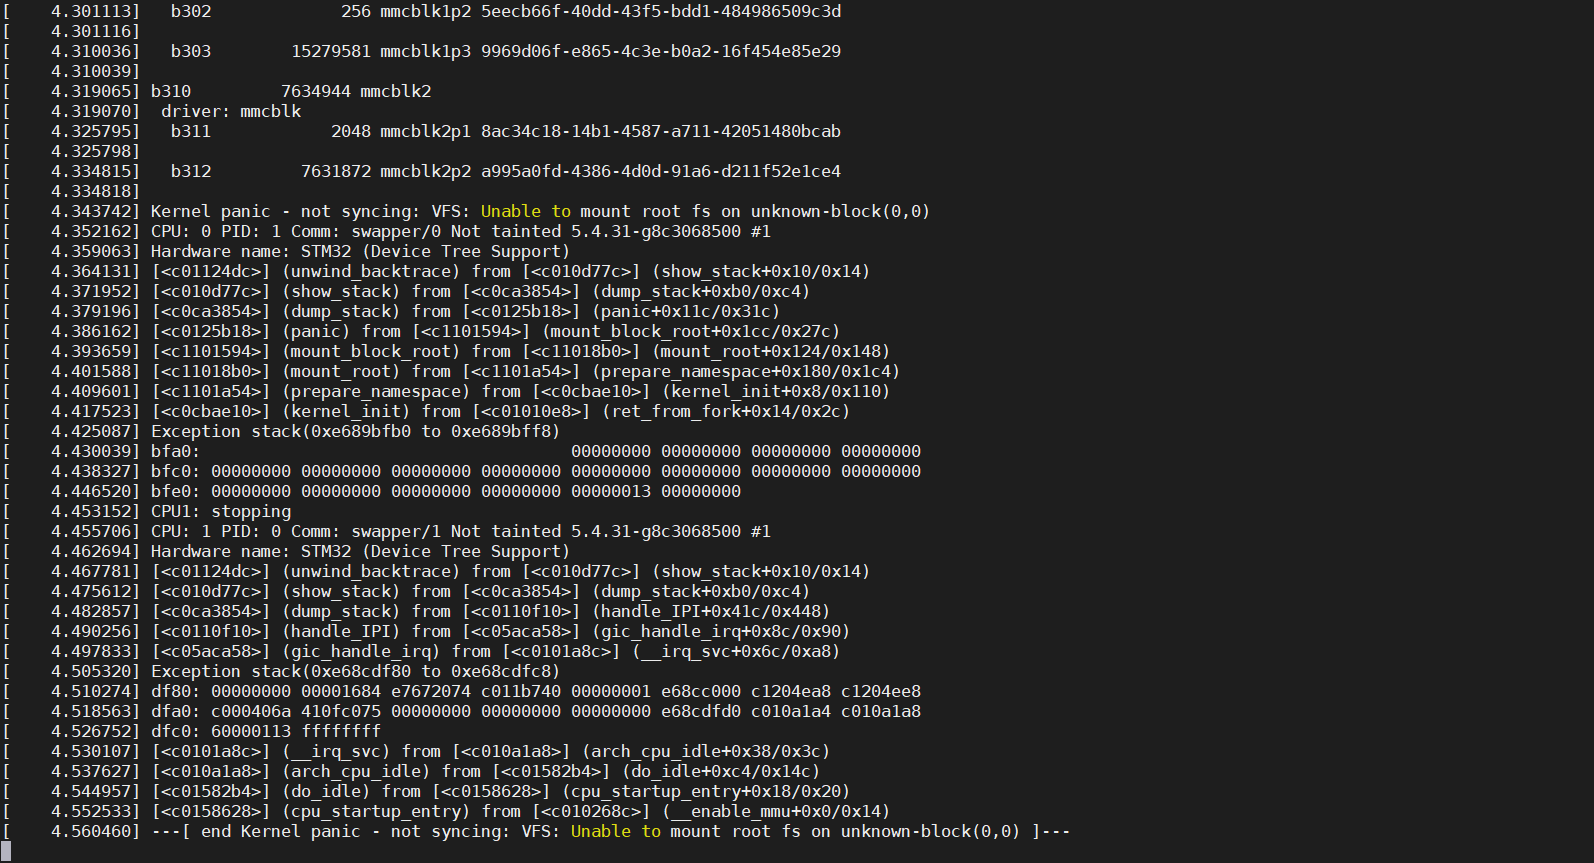 [    4.301113]   b302             256 mmcblk1p2 5eecb66f-40dd-43f5-bdd1-484986509c3d
[    4.301116]
[    4.310036]   b303        15279581 mmcblk1p3 9969d06f-e865-4c3e-b0a2-16f454e85e29
[    4.310039]
[    4.319065] b310         7634944 mmcblk2
[    4.319070]  driver: mmcblk
[    4.325795]   b311            2048 mmcblk2p1 8ac34c18-14b1-4587-a711-42051480bcab
[    4.325798]
[    4.334815]   b312         7631872 mmcblk2p2 a995a0fd-4386-4d0d-91a6-d211f52e1ce4
[    4.334818]
[    4.343742] Kernel panic - not syncing: VFS: Unable to mount root fs on unknown-block(0,0)
[    4.352162] CPU: 0 PID: 1 Comm: swapper/0 Not tainted 5.4.31-g8c3068500 #1
[    4.359063] Hardware name: STM32 (Device Tree Support)
[    4.364131] [<c01124dc>] (unwind_backtrace) from [<c010d77c>] (show_stack+0x10/0x14)
[    4.371952] [<c010d77c>] (show_stack) from [<c0ca3854>] (dump_stack+0xb0/0xc4)
[    4.379196] [<c0ca3854>] (dump_stack) from [<c0125b18>] (panic+0x11c/0x31c)
[    4.386162] [<c0125b18>] (panic) from [<c1101594>] (mount_block_root+0x1cc/0x27c)
[    4.393659] [<c1101594>] (mount_block_root) from [<c11018b0>] (mount_root+0x124/0x148)
[    4.401588] [<c11018b0>] (mount_root) from [<c1101a54>] (prepare_namespace+0x180/0x1c4)
[    4.409601] [<c1101a54>] (prepare_namespace) from [<c0cbae10>] (kernel_init+0x8/0x110)
[    4.417523] [<c0cbae10>] (kernel_init) from [<c01010e8>] (ret_from_fork+0x14/0x2c)
[    4.425087] Exception stack(0xe689bfb0 to 0xe689bff8)
[    4.430039] bfa0:                                     00000000 00000000 00000000 00000000
[    4.438327] bfc0: 00000000 00000000 00000000 00000000 00000000 00000000 00000000 00000000
[    4.446520] bfe0: 00000000 00000000 00000000 00000000 00000013 00000000
[    4.453152] CPU1: stopping
[    4.455706] CPU: 1 PID: 0 Comm: swapper/1 Not tainted 5.4.31-g8c3068500 #1
[    4.462694] Hardware name: STM32 (Device Tree Support)
[    4.467781] [<c01124dc>] (unwind_backtrace) from [<c010d77c>] (show_stack+0x10/0x14)
[    4.475612] [<c010d77c>] (show_stack) from [<c0ca3854>] (dump_stack+0xb0/0xc4)
[    4.482857] [<c0ca3854>] (dump_stack) from [<c0110f10>] (handle_IPI+0x41c/0x448)
[    4.490256] [<c0110f10>] (handle_IPI) from [<c05aca58>] (gic_handle_irq+0x8c/0x90)
[    4.497833] [<c05aca58>] (gic_handle_irq) from [<c0101a8c>] (__irq_svc+0x6c/0xa8)
[    4.505320] Exception stack(0xe68cdf80 to 0xe68cdfc8)
[    4.510274] df80: 00000000 00001684 e7672074 c011b740 00000001 e68cc000 c1204ea8 c1204ee8
[    4.518563] dfa0: c000406a 410fc075 00000000 00000000 00000000 e68cdfd0 c010a1a4 c010a1a8
[    4.526752] dfc0: 60000113 ffffffff
[    4.530107] [<c0101a8c>] (__irq_svc) from [<c010a1a8>] (arch_cpu_idle+0x38/0x3c)
[    4.537627] [<c010a1a8>] (arch_cpu_idle) from [<c01582b4>] (do_idle+0xc4/0x14c)
[    4.544957] [<c01582b4>] (do_idle) from [<c0158628>] (cpu_startup_entry+0x18/0x20)
[    4.552533] [<c0158628>] (cpu_startup_entry) from [<c010268c>] (__enable_mmu+0x0/0x14)
[    4.560460] ---[ end Kernel panic - not syncing: VFS: Unable to mount root fs on unknown-block(0,0) ]---